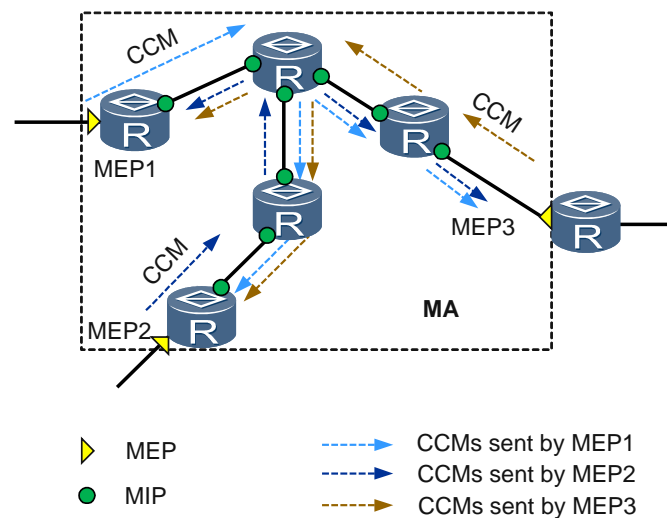 CCM
R
R
CCM
R
MEP1
R
MEP3
R
CCM
MA
R
MEP2
MEP
CCMs sent by MEP1
CCMs sent by MEP2
MIP
CCMs sent by MEP3